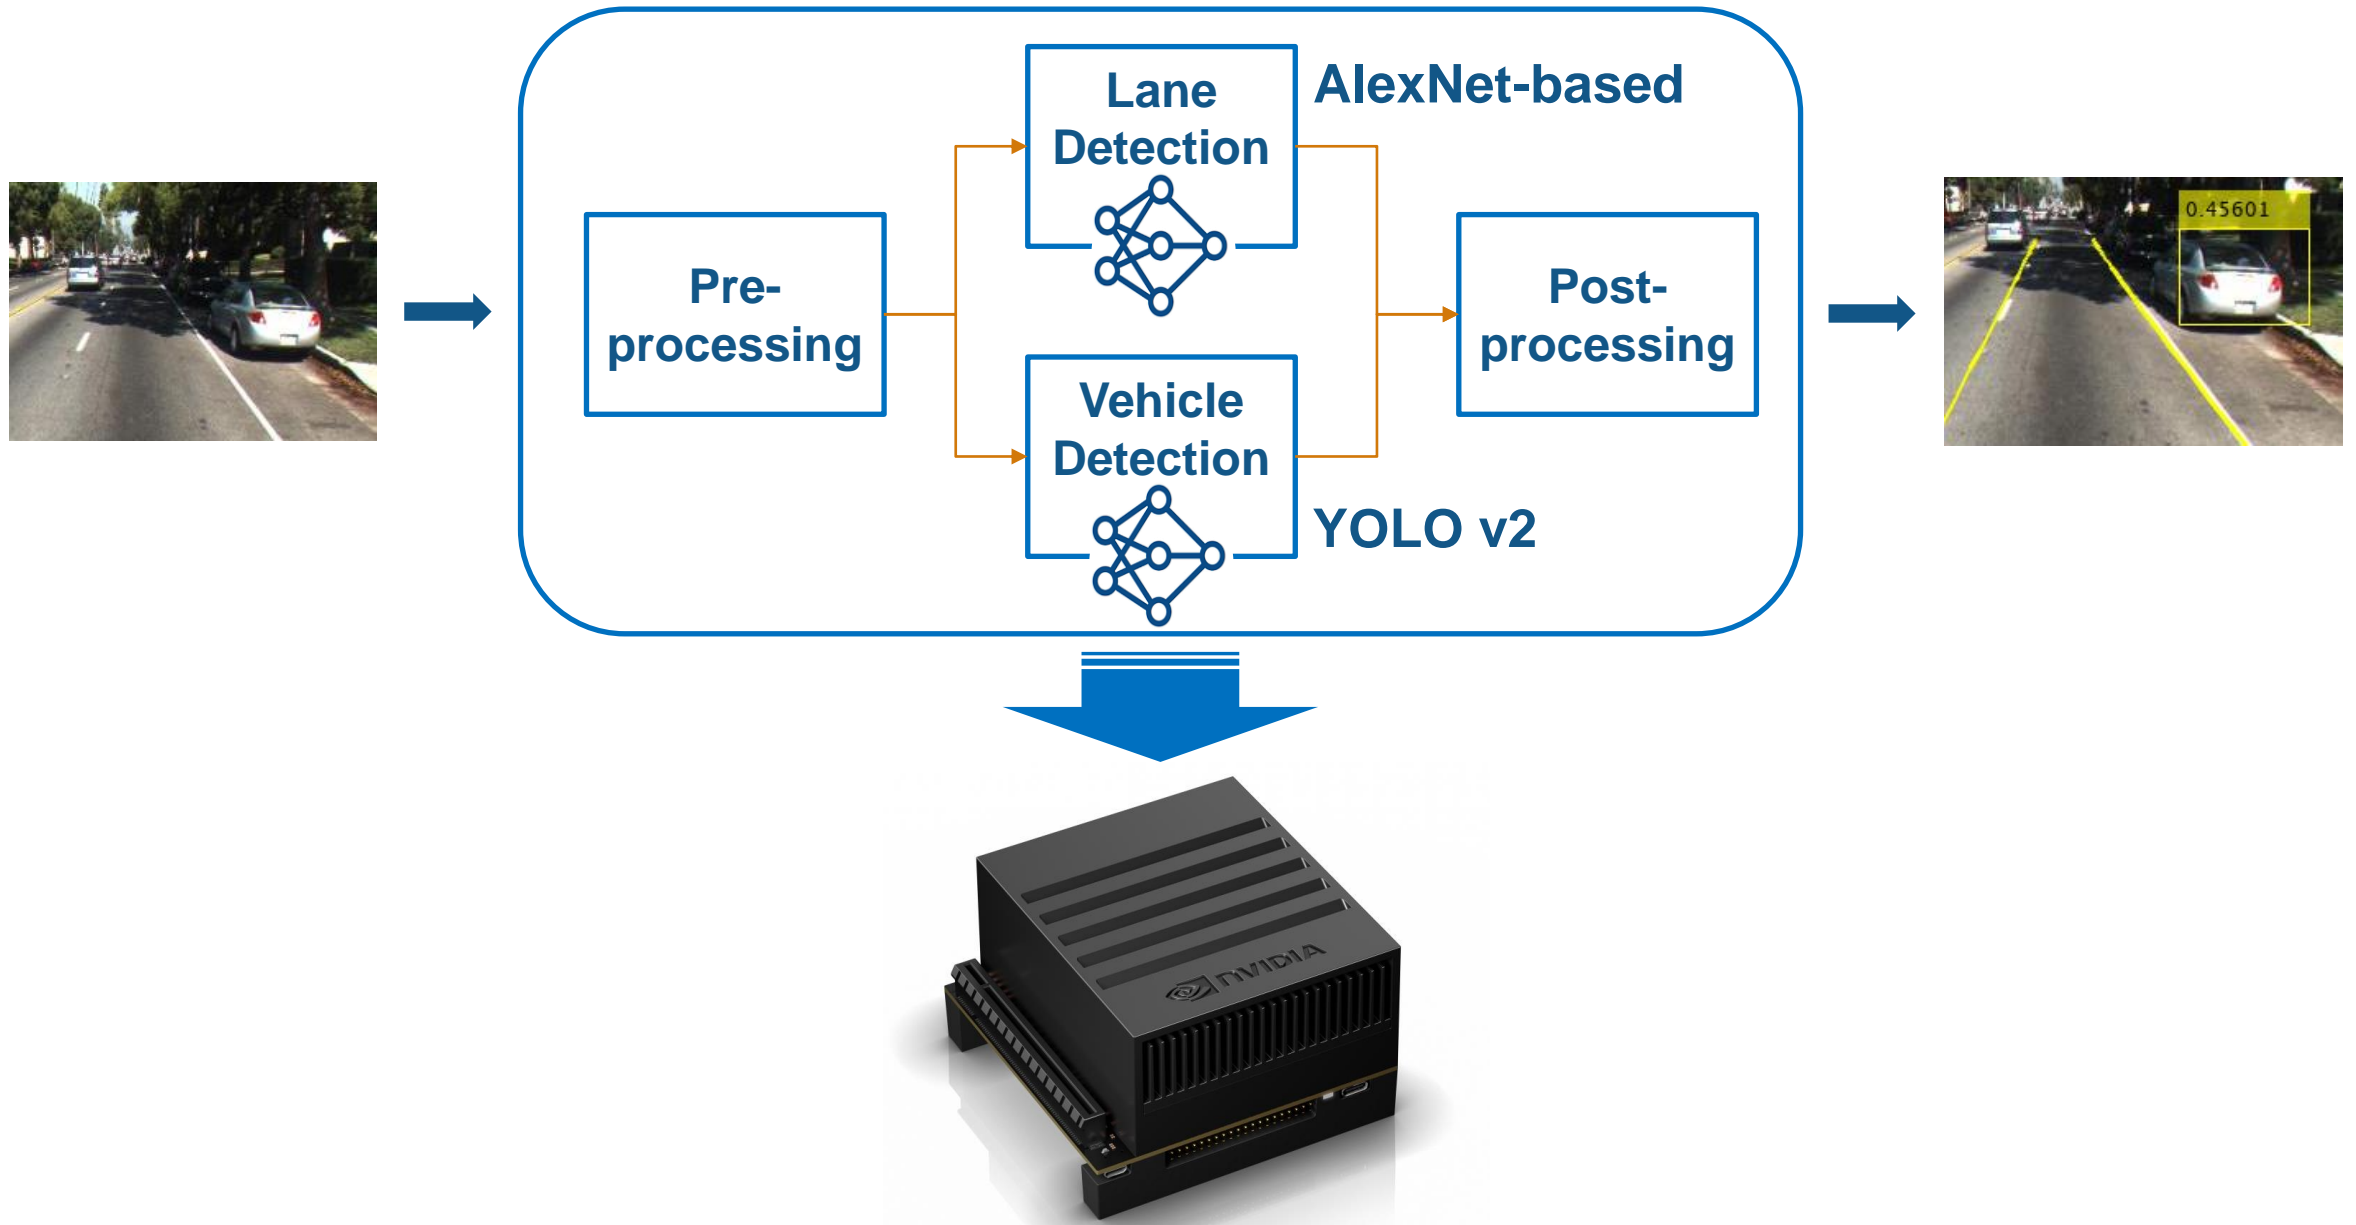 Lane
Detection
AlexNet-based
Pre-
processing
Post-
processing
Vehicle
Detection
YOLO v2
0.45601
NVIDIA